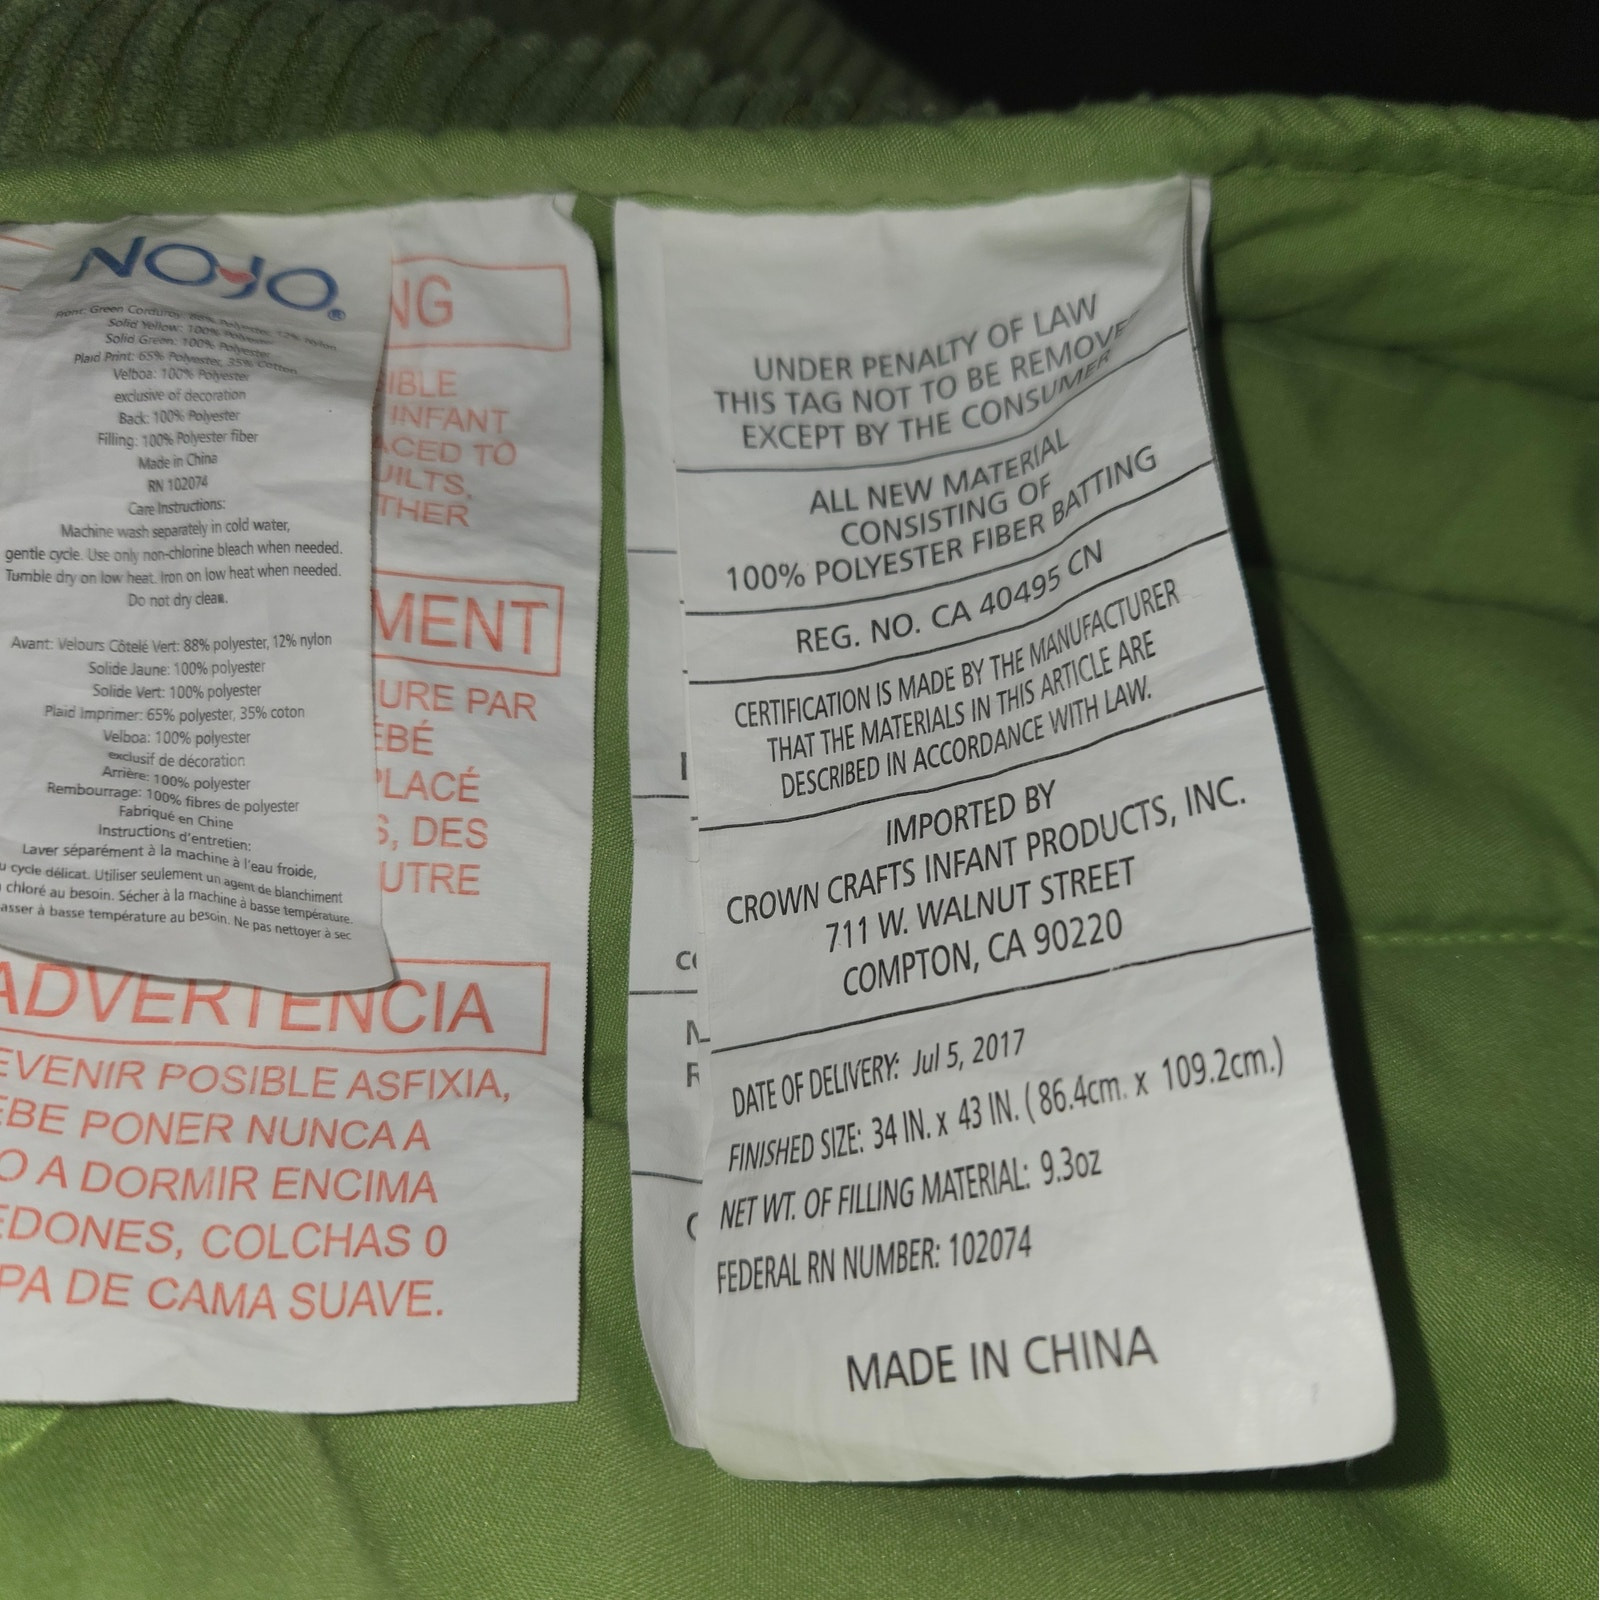 NOJO®
Front: Green Corduroy: 88% Polyester, 12% Nylon
Solid Yellow: 100% Polyester
Solid Green: 100% Polyester
Plaid Print: 65% Polyester, 35% Cotton
Velboa: 100% Polyester
exclusive of decoration
Back: 100% Polyester
Filling: 100% Polyester fiber
Made in China
RN 102074
Care Instructions:
Machine wash separately in cold water,
gentle cycle. Use only non-chlorine bleach when needed.
Tumble dry on low heat. Iron on low heat when needed.
Do not dry clean.
Avant: Velours Côtelé Vert: 88% polyester, 12% nylon
Solide Jaune: 100% polyester
Solide Vert: 100% polyester
Plaid Imprimer: 65% polyester, 35% coton
Velboa: 100% polyester
exclusif de décoration
Arrière: 100% polyester
Rembourrage: 100% fibres de polyester
Fabriqué en Chine
Instructions d'entretien:
Laver séparément à la machine à l'eau froide,
u cycle délicat. Utiliser seulement un agent de blanchiment
chloré au besoin. Sécher à la machine à basse température.
asser à basse température au besoin. Ne pas nettoyer à sec
NG
IBLE
INFANT
ACED TO
UILTS,
THER
MENT
URE PAR
ÉBÉ
PLACÉ
S, DES
UTRE
ADVERTENCIA
EVENIR POSIBLE ASFIXIA,
EBE PONER NUNCA A
O A DORMIR ENCIMA
EDONES, COLCHAS 0
PA DE CAMA SUAVE.
UNDER PENALTY OF LAW
THIS TAG NOT TO BE REMOVE
EXCEPT BY THE CONSUMER
ALL NEW MATERIAL
CONSISTING OF
100% POLYESTER FIBER BATTING
REG. NO. CA 40495 CN
CERTIFICATION IS MADE BY THE MANUFACTURER
THAT THE MATERIALS IN THIS ARTICLE ARE
DESCRIBED IN ACCORDANCE WITH LAW.
IMPORTED BY
CROWN CRAFTS INFANT PRODUCTS, INC.
711 W. WALNUT STREET
COMPTON, CA 90220
DATE OF DELIVERY: Jul 5, 2017
FINISHED SIZE: 34 IN. x 43 IN. ( 86.4cm. x 109.2cm.)
NET WT. OF FILLING MATERIAL: 9.3oz
FEDERAL RN NUMBER: 102074
MADE IN CHINA